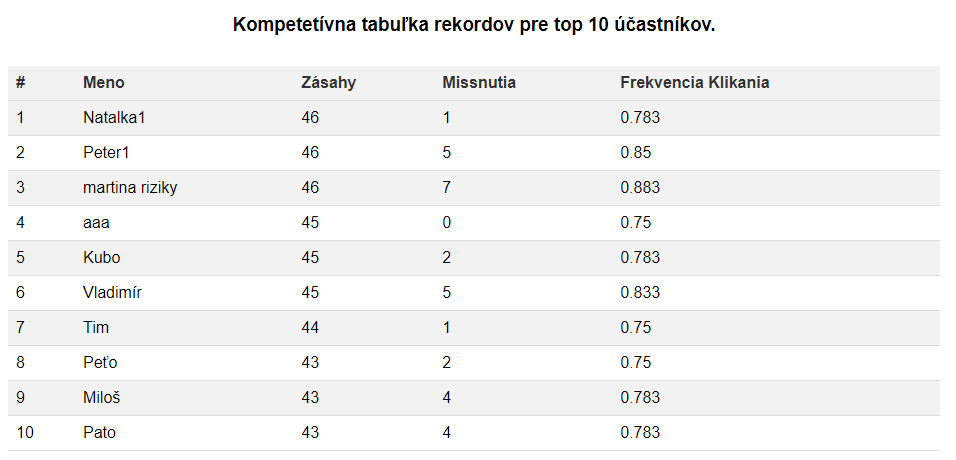 Kompetetívna tabuľka rekordov pre top 10 účastníkov.
# Meno Zásahy Missnutia Frekvencia Klikania
1 Natalka1 46 1 0.783
2 Peter1 46 5 0.85
3 martina riziky 46 7 0.883
4 aaa 45 0 0.75
5 Kubo 45 2 0.783
6 Vladimír 45 5 0.833
7 Tim 44 1 0.75
8 Peťo 43 2 0.75
9 Miloš 43 4 0.783
10 Pato 43 4 0.783